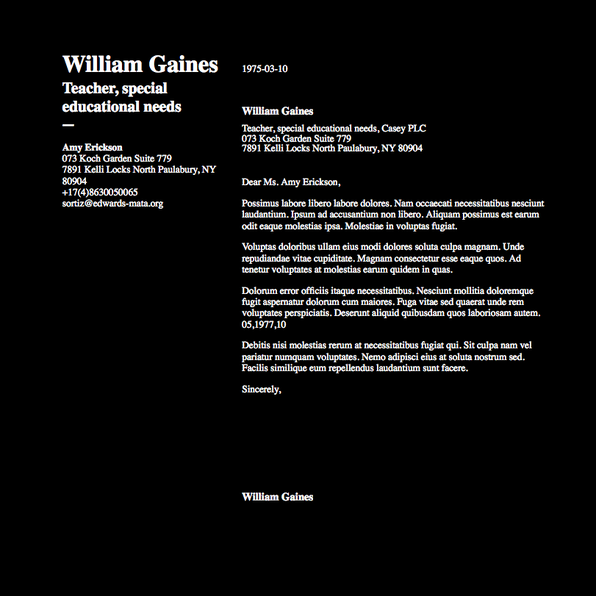 William Gaines
Teacher, special
educational needs
—
Amy Erickson
073 Koch Garden Suite 779
7891 Kelli Locks North Paulabury, NY
80904
+17(4)8630050065
sortiz@edwards-mata.org
1975-03-10
William Gaines
Teacher, special educational needs, Casey PLC
073 Koch Garden Suite 779
7891 Kelli Locks North Paulabury, NY 80904
Dear Ms. Amy Erickson,
Possimus labore libero labore dolores. Nam occaecati necessitatibus nesciunt
laudantium. Ipsum ad accusantium non libero. Aliquam possimus est earum
odit eaque molestias ipsa. Molestiae in voluptas fugiat.
Voluptas doloribus ullam eius modi dolores soluta culpa magnam. Unde
repudiandae vitae cupiditate. Magnam consectetur esse eaque quos. Ad
tenetur voluptates at molestias earum quidem in quas.
Dolorum error officiis itaque necessitatibus. Nesciunt mollitia doloremque
fugit aspernatur dolorum cum maiores. Fuga vitae sed quaerat unde rem
voluptates perspiciatis. Deserunt aliquid quibusdam quos laboriosam autem.
05,1977,10
Debitis nisi molestias rerum at necessitatibus fugiat qui. Sit culpa nam vel
pariatur numquam voluptates. Nemo adipisci eius at soluta nostrum sed.
Facilis similique eum repellendus laudantium sunt facere.
Sincerely,
William Gaines